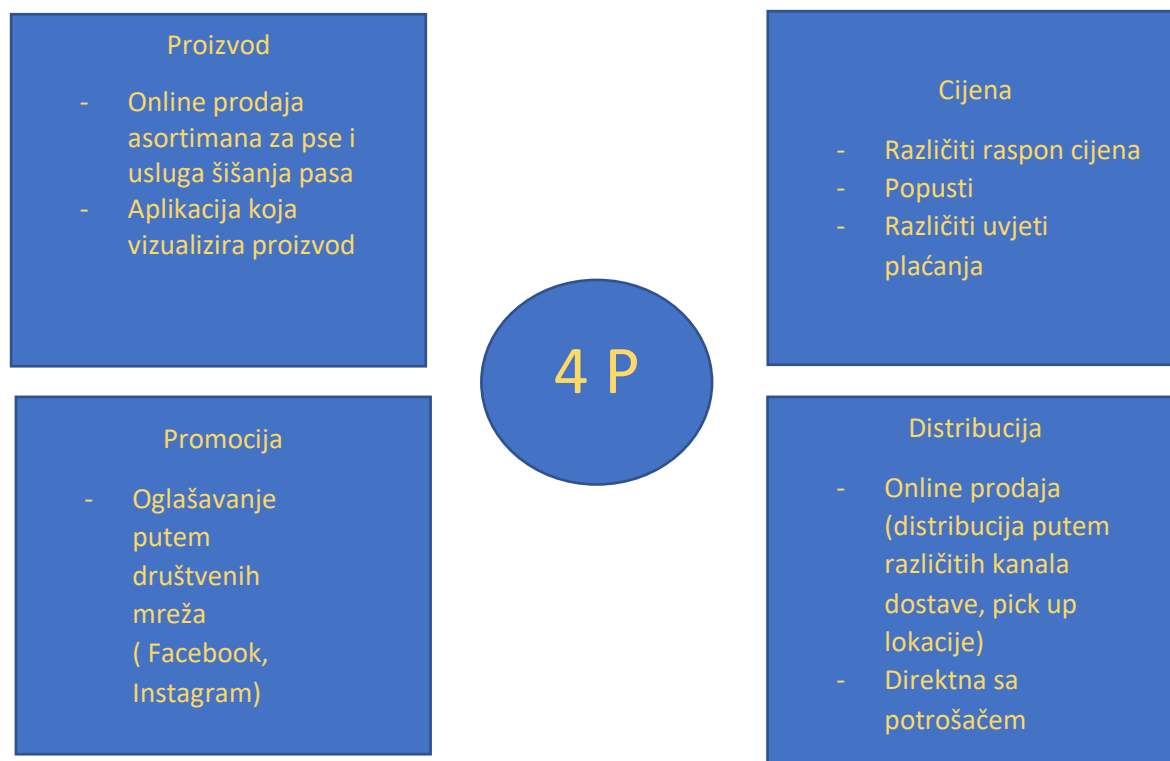 Proizvod
- Online prodaja
asortimana za pse i
usluga šišanja pasa
- Aplikacija koja
vizualizira proizvod
Cijena
- Različiti raspon cijena
- Popusti
- Različiti uvjeti
plaćanja
4 P
Promocija
- Oglašavanje
putem
društvenih
mreža
( Facebook,
Instagram)
Distribucija
- Online prodaja
(distribucija putem
različitih kanala
dostave, pick up
lokacije)
- Direktna sa
potrošačem